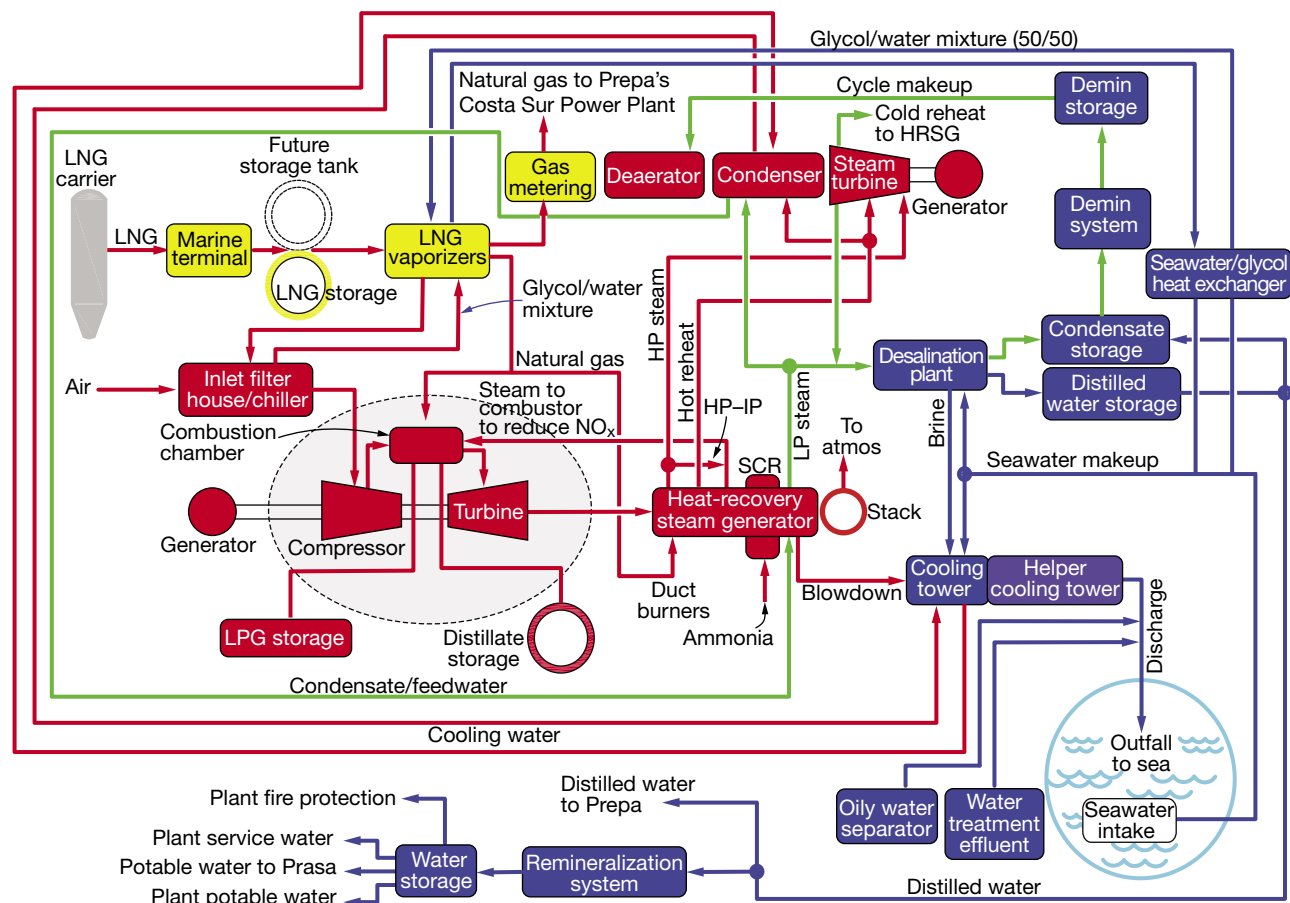 Glycol/water mixture (50/50)
Natural gas to Prepa's
Costa Sur Power Plant
Cycle makeup
Demin
storage
Cold reheat
to HRSG
LNG
carrier
Future
storage tank
Gas
metering
Deaerator
Condenser
Steam
turbine
Generator
Demin
system
LNG
Marine
terminal
LNG
vaporizers
LNG storage
Seawater/glycol
heat exchanger
Glycol/water
mixture
HP steam
Hot reheat
LP steam
Condensate
storage
Desalination
plant
Distilled
water storage
Natural gas
Air
Inlet filter
house/chiller
Steam to
combustor
to reduce NOx
HP–IP
Combustion
chamber
To
atmos
Brine
SCR
Seawater makeup
Heat-recovery
steam generator
Stack
Turbine
Generator
Compressor
Cooling
tower
Helper
cooling tower
Duct
burners
Blowdown
Ammonia
LPG storage
Distillate
storage
Discharge
Condensate/feedwater
Cooling water
Outfall
to sea
Distilled water
to Prepa
Oily water
separator
Water
treatment
effluent
Seawater
intake
Plant fire protection
Plant service water
Potable water to Prasa
Plant potable water
Water
storage
Remineralization
system
Distilled water